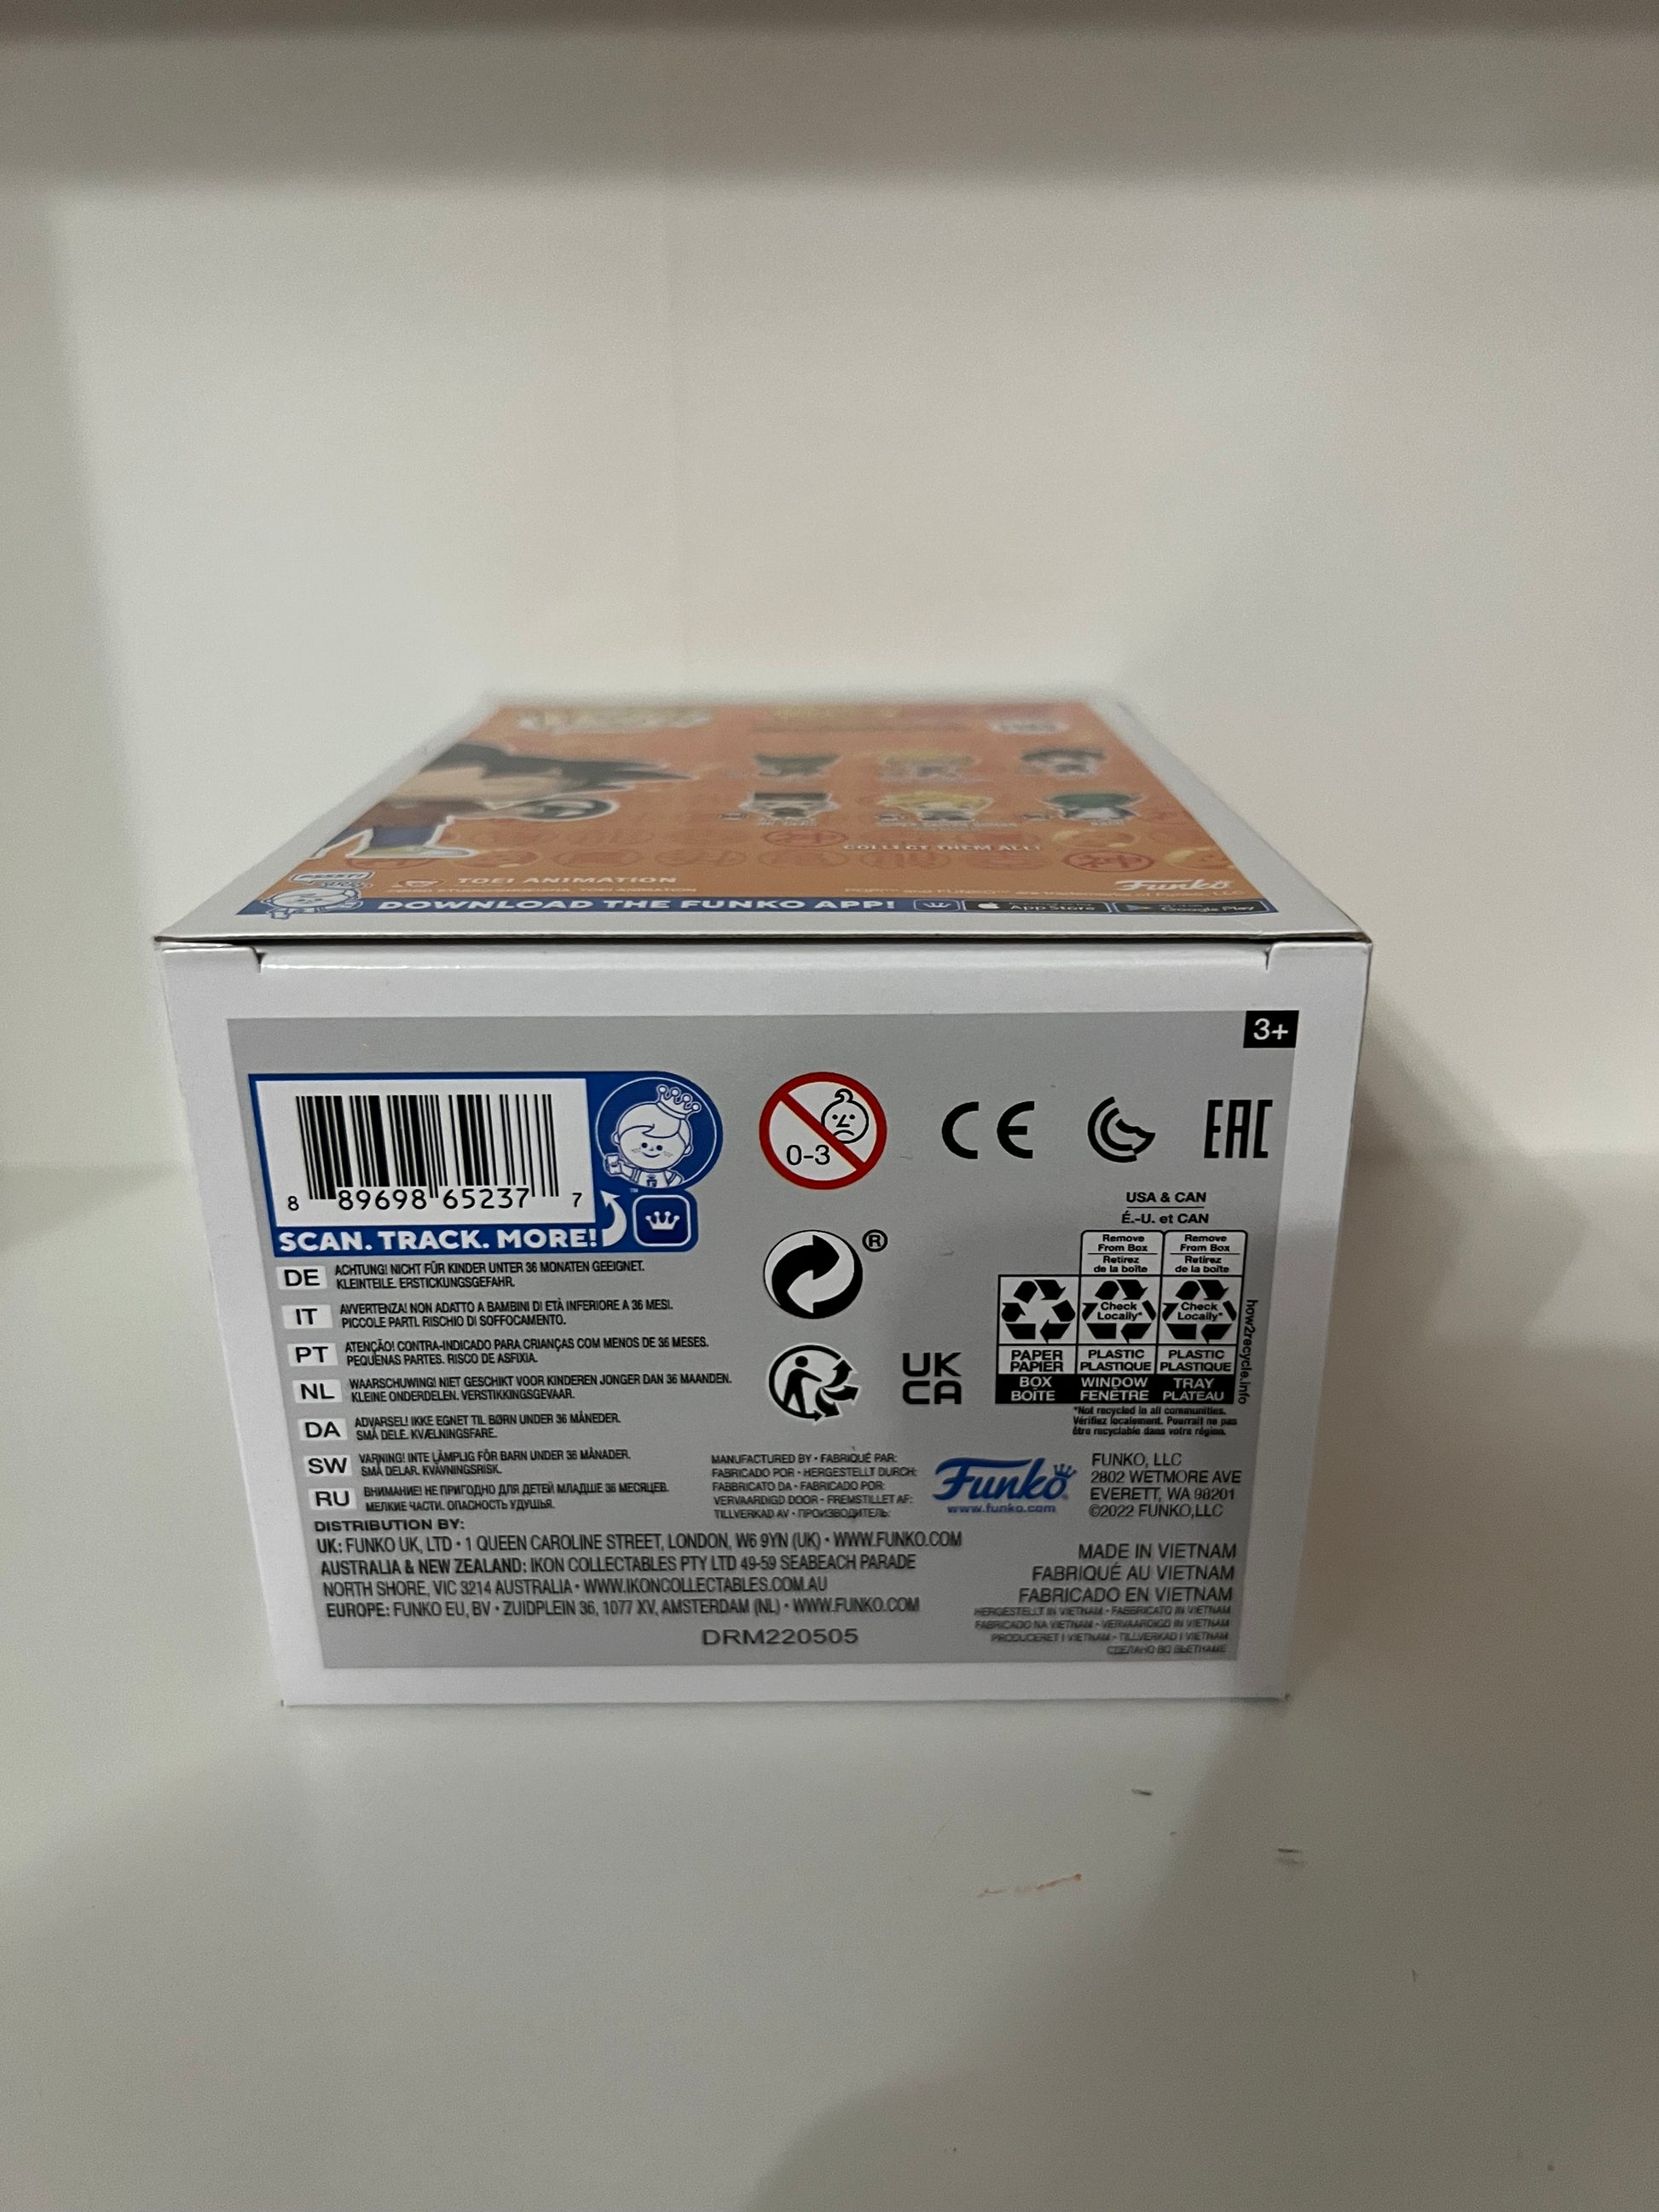 COLLECT THEM ALL!
TOEI ANIMATION
Funko
DOWNLOAD THE FUNKO APP!
App Store
Google Play
3+
8 89698 65237 7
SCAN. TRACK. MORE!
0-3
CE
EAC
®
UK
CA
USA & CAN
É.-U. et CAN
Remove From Box
Retirez de la boîte
Remove From Box
Retirez de la boîte
Check Locally*
Check Locally*
PAPER PAPIER
PLASTIC PLASTIQUE
PLASTIC PLASTIQUE
BOX BOÎTE
WINDOW FENÊTRE
TRAY PLATEAU
how2recycle.info
*Not recycled in all communities.
Vérifiez localement. Pourrait ne pas
être recyclable dans votre région.
DE ACHTUNG! NICHT FÜR KINDER UNTER 36 MONATEN GEEIGNET.
KLEINTEILE. ERSTICKUNGSGEFAHR.
IT AVVERTENZA! NON ADATTO A BAMBINI DI ETÀ INFERIORE A 36 MESI.
PICCOLE PARTI. RISCHIO DI SOFFOCAMENTO.
PT ATENÇÃO! CONTRA-INDICADO PARA CRIANÇAS COM MENOS DE 36 MESES.
PEQUENAS PARTES. RISCO DE ASFIXIA.
NL WAARSCHUWING! NIET GESCHIKT VOOR KINDEREN JONGER DAN 36 MAANDEN.
KLEINE ONDERDELEN. VERSTIKKINGSGEVAAR.
DA ADVARSEL! IKKE EGNET TIL BØRN UNDER 36 MÅNEDER.
SMÅ DELE. KVÆLNINGSFARE.
SW VARNING! INTE LÄMPLIG FÖR BARN UNDER 36 MÅNADER.
SMÅ DELAR. KVÄVNINGSRISK.
RU ВНИМАНИЕ! НЕ ПРИГОДНО ДЛЯ ДЕТЕЙ МЛАДШЕ 36 МЕСЯЦЕВ.
МЕЛКИЕ ЧАСТИ. ОПАСНОСТЬ УДУШЬЯ.
MANUFACTURED BY • FABRIQUÉ PAR:
FABRICADO POR • HERGESTELLT DURCH:
FABBRICATO DA • FABRICADO POR:
VERVAARDIGD DOOR • FREMSTILLET AF:
TILLVERKAD AV • ПРОИЗВОДИТЕЛЬ:
Funko
www.funko.com
FUNKO, LLC
2802 WETMORE AVE
EVERETT, WA 98201
©2022 FUNKO,LLC
DISTRIBUTION BY:
UK: FUNKO UK, LTD • 1 QUEEN CAROLINE STREET, LONDON, W6 9YN (UK) • WWW.FUNKO.COM
AUSTRALIA & NEW ZEALAND: IKON COLLECTABLES PTY LTD 49-59 SEABEACH PARADE
NORTH SHORE, VIC 3214 AUSTRALIA • WWW.IKONCOLLECTABLES.COM.AU
EUROPE: FUNKO EU, BV • ZUIDPLEIN 36, 1077 XV, AMSTERDAM (NL) • WWW.FUNKO.COM
DRM220505
MADE IN VIETNAM
FABRIQUÉ AU VIETNAM
FABRICADO EN VIETNAM
HERGESTELLT IN VIETNAM • FABBRICATO IN VIETNAM
FABRICADO NA VIETNAM • VERVAARDIGD IN VIETNAM
PRODUCERET I VIETNAM • TILLVERKAD I VIETNAM
СДЕЛАНО ВО ВЬЕТНАМЕ